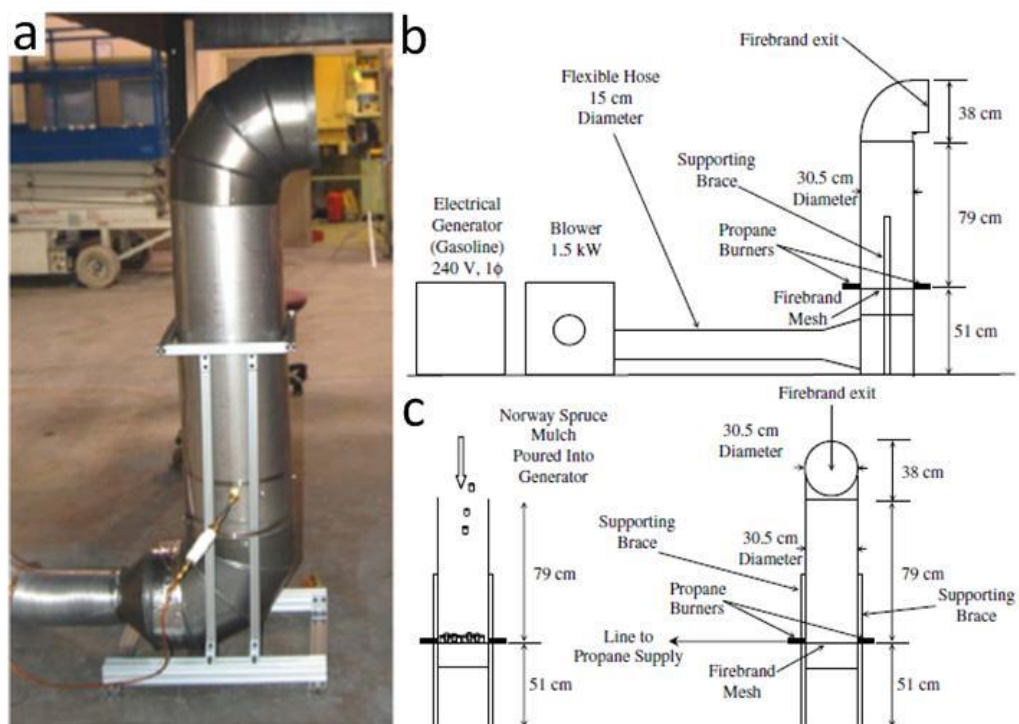 a
b
Firebrand exit
Flexible Hose
15 cm
Diameter
38 cm
Supporting
Brace
30.5 cm
Diameter
79 cm
Electrical
Generator
(Gasoline)
240 V, 1ϕ
Blower
1.5 kW
Propane
Burners
Firebrand
Mesh
51 cm
c
Norway Spruce
Mulch
Poured Into
Generator
79 cm
51 cm
Firebrand exit
30.5 cm
Diameter
38 cm
Supporting
Brace
30.5 cm
Diameter
79 cm
Propane
Burners
Supporting
Brace
Line to
Propane Supply
Firebrand
Mesh
51 cm